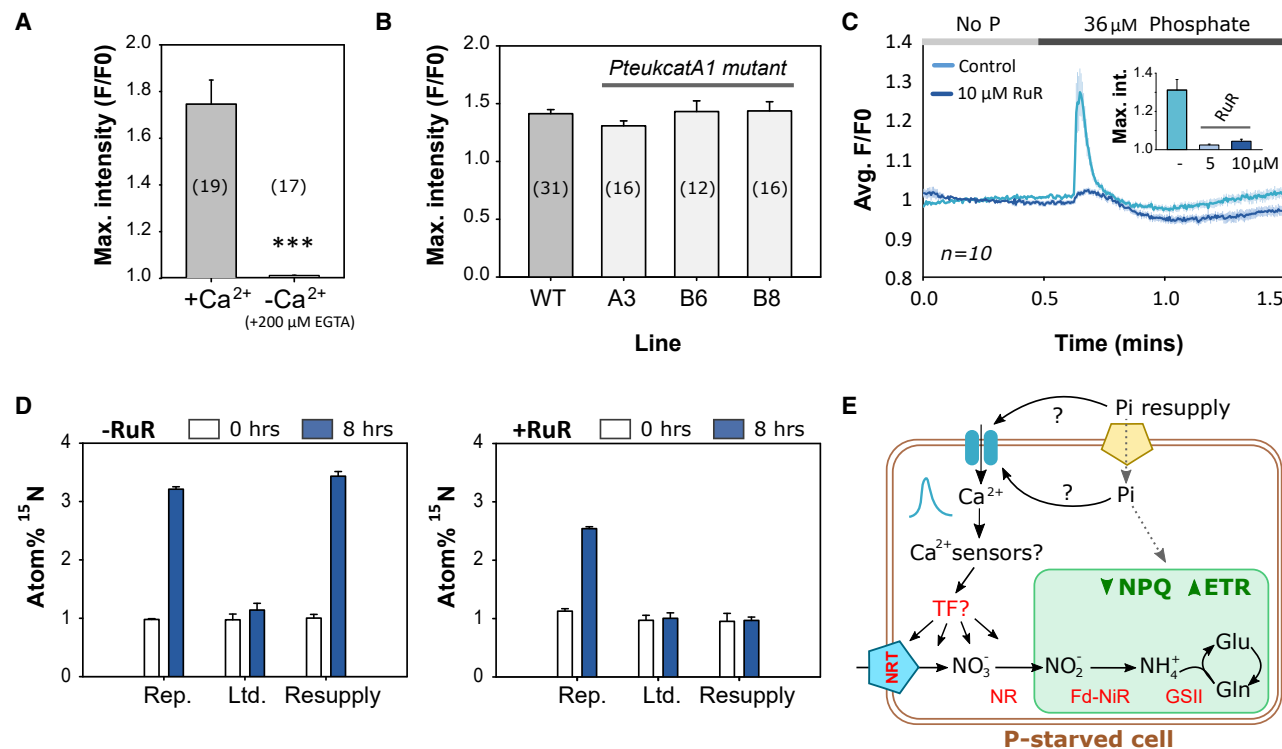 A
Max. intensity (F/F0)
2.0
1.8
1.6
1.4
1.2
1.0
(19)
(17)
***
+Ca²⁺
-Ca²⁺
(+200 µM EGTA)
B
Max. intensity (F/F0)
2.0
1.5
1.0
0.5
0.0
PteukcatA1 mutant
(31)
(16)
(12)
(16)
WT
A3
B6
B8
Line
C
No P
36 µM Phosphate
Avg. F/F0
1.4
1.3
1.2
1.1
1
0.9
0.8
Control
10 µM RuR
n=10
Max. int.
1.4
1.2
1.0
RuR
- 5 10 µM
0.0
0.5
1.0
1.5
Time (mins)
D
-RuR
0 hrs
8 hrs
Atom% ¹⁵N
4
3
2
1
0
Rep.
Ltd.
Resupply
+RuR
0 hrs
8 hrs
Atom% ¹⁵N
4
3
2
1
0
Rep.
Ltd.
Resupply
E
Pi resupply
?
Pi
?
Ca²⁺
Ca²⁺sensors?
TF?
NPQ
ETR
NRT
NO₃⁻
NO₂⁻
NH₄⁺
Glu
Gln
NR
Fd-NiR
GSII
P-starved cell